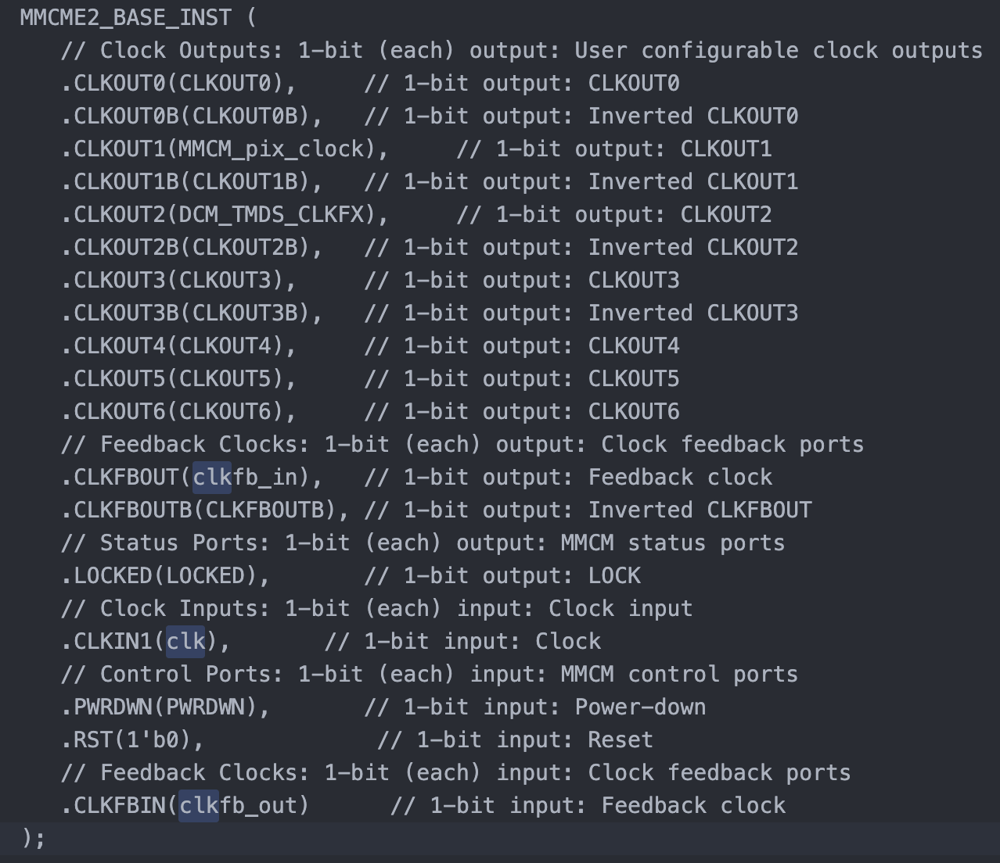 MMCME2_BASE_INST (
// Clock Outputs: 1-bit (each) output: User configurable clock outputs
.CLKOUT0(CLKOUT0), // 1-bit output: CLKOUT0
.CLKOUT0B(CLKOUT0B), // 1-bit output: Inverted CLKOUT0
.CLKOUT1(MMCM_pix_clock), // 1-bit output: CLKOUT1
.CLKOUT1B(CLKOUT1B), // 1-bit output: Inverted CLKOUT1
.CLKOUT2(DCM_TMDS_CLKFX), // 1-bit output: CLKOUT2
.CLKOUT2B(CLKOUT2B), // 1-bit output: Inverted CLKOUT2
.CLKOUT3(CLKOUT3), // 1-bit output: CLKOUT3
.CLKOUT3B(CLKOUT3B), // 1-bit output: Inverted CLKOUT3
.CLKOUT4(CLKOUT4), // 1-bit output: CLKOUT4
.CLKOUT5(CLKOUT5), // 1-bit output: CLKOUT5
.CLKOUT6(CLKOUT6), // 1-bit output: CLKOUT6
// Feedback Clocks: 1-bit (each) output: Clock feedback ports
.CLKFBOUT(clkfb_in), // 1-bit output: Feedback clock
.CLKFBOUTB(CLKFBOUTB), // 1-bit output: Inverted CLKFBOUT
// Status Ports: 1-bit (each) output: MMCM status ports
.LOCKED(LOCKED), // 1-bit output: LOCK
// Clock Inputs: 1-bit (each) input: Clock input
.CLKIN1(clk), // 1-bit input: Clock
// Control Ports: 1-bit (each) input: MMCM control ports
.PWRDWN(PWRDWN), // 1-bit input: Power-down
.RST(1'b0), // 1-bit input: Reset
// Feedback Clocks: 1-bit (each) input: Clock feedback ports
.CLKFBIN(clkfb_out) // 1-bit input: Feedback clock
);